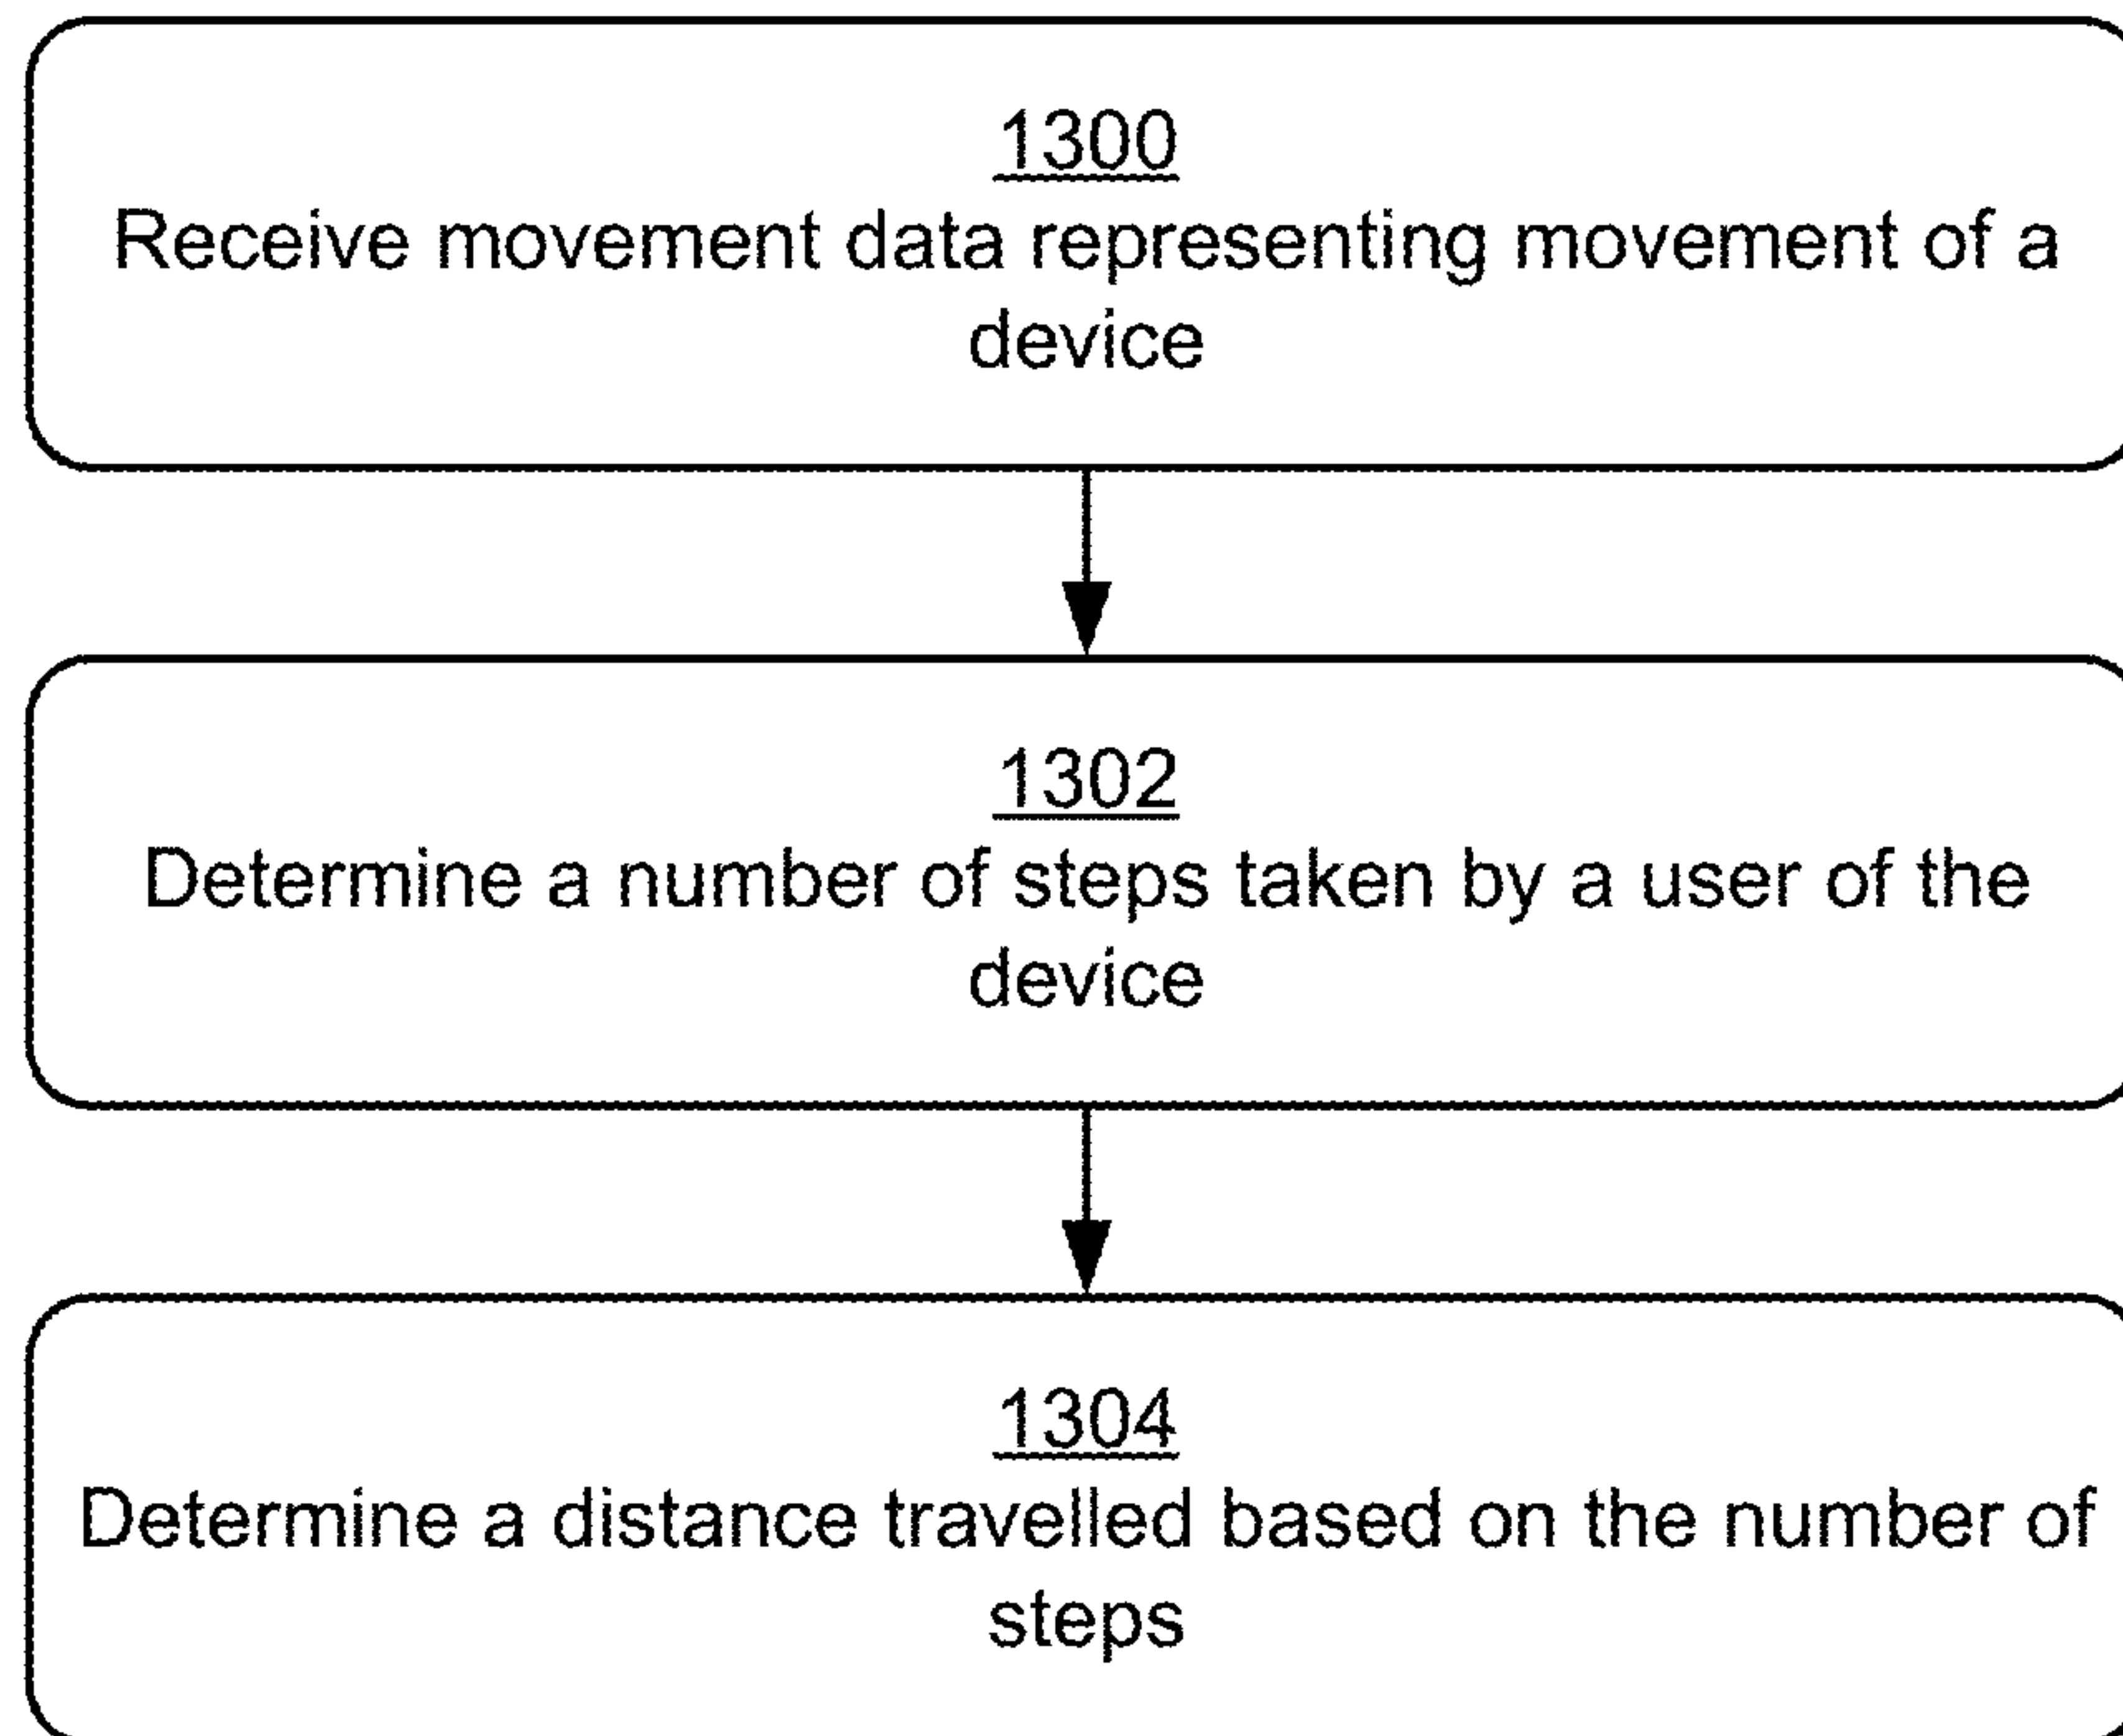 1300
Receive movement data representing movement of a
device
1302
Determine a number of steps taken by a user of the
device
1304
Determine a distance travelled based on the number of
steps